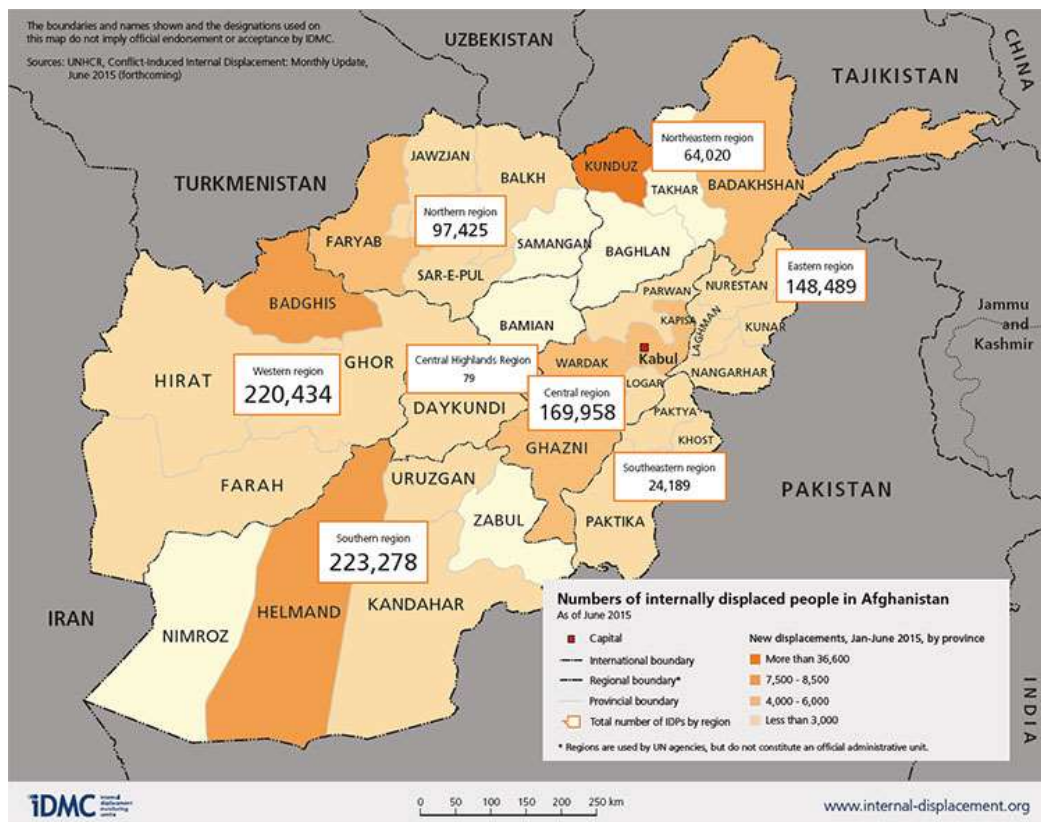 The boundaries and names shown and the designations used on
this map do not imply official endorsement or acceptance by IDMC.
Sources: UNHCR, Conflict-Induced Internal Displacement: Monthly Update,
June 2015 (forthcoming)
UZBEKISTAN
CHINA
TAJIKISTAN
TURKMENISTAN
JAWZJAN
BALKH
KUNDUZ
Northeastern region
64,020
TAKHAR
BADAKHSHAN
Northern region
97,425
FARYAB
SAMANGAN
BAGHLAN
SAR-E-PUL
Eastern region
148,489
PARWAN
NURESTAN
BADGHIS
BAMIAN
KAPISA
LAGHMAN
KUNAR
Jammu
and
Kashmir
Kabul
HIRAT
Western region
220,434
GHOR
Central Highlands Region
79
WARDAK
NANGARHAR
LOGAR
Central region
169,958
DAYKUNDI
PAKTYA
KHOST
GHAZNI
Southeastern region
24,189
FARAH
URUZGAN
PAKISTAN
ZABUL
PAKTIKA
Southern region
223,278
IRAN
NIMROZ
HELMAND
KANDAHAR
INDIA
Numbers of internally displaced people in Afghanistan
As of June 2015
Capital
International boundary
Regional boundary*
Provincial boundary
Total number of IDPs by region
New displacements, Jan-June 2015, by province
More than 36,600
7,500 - 8,500
4,000 - 6,000
Less than 3,000
* Regions are used by UN agencies, but do not constitute an official administrative unit.
iDMC
internal
displacement
monitoring
centre
0 50 100 150 200 250 km
www.internal-displacement.org